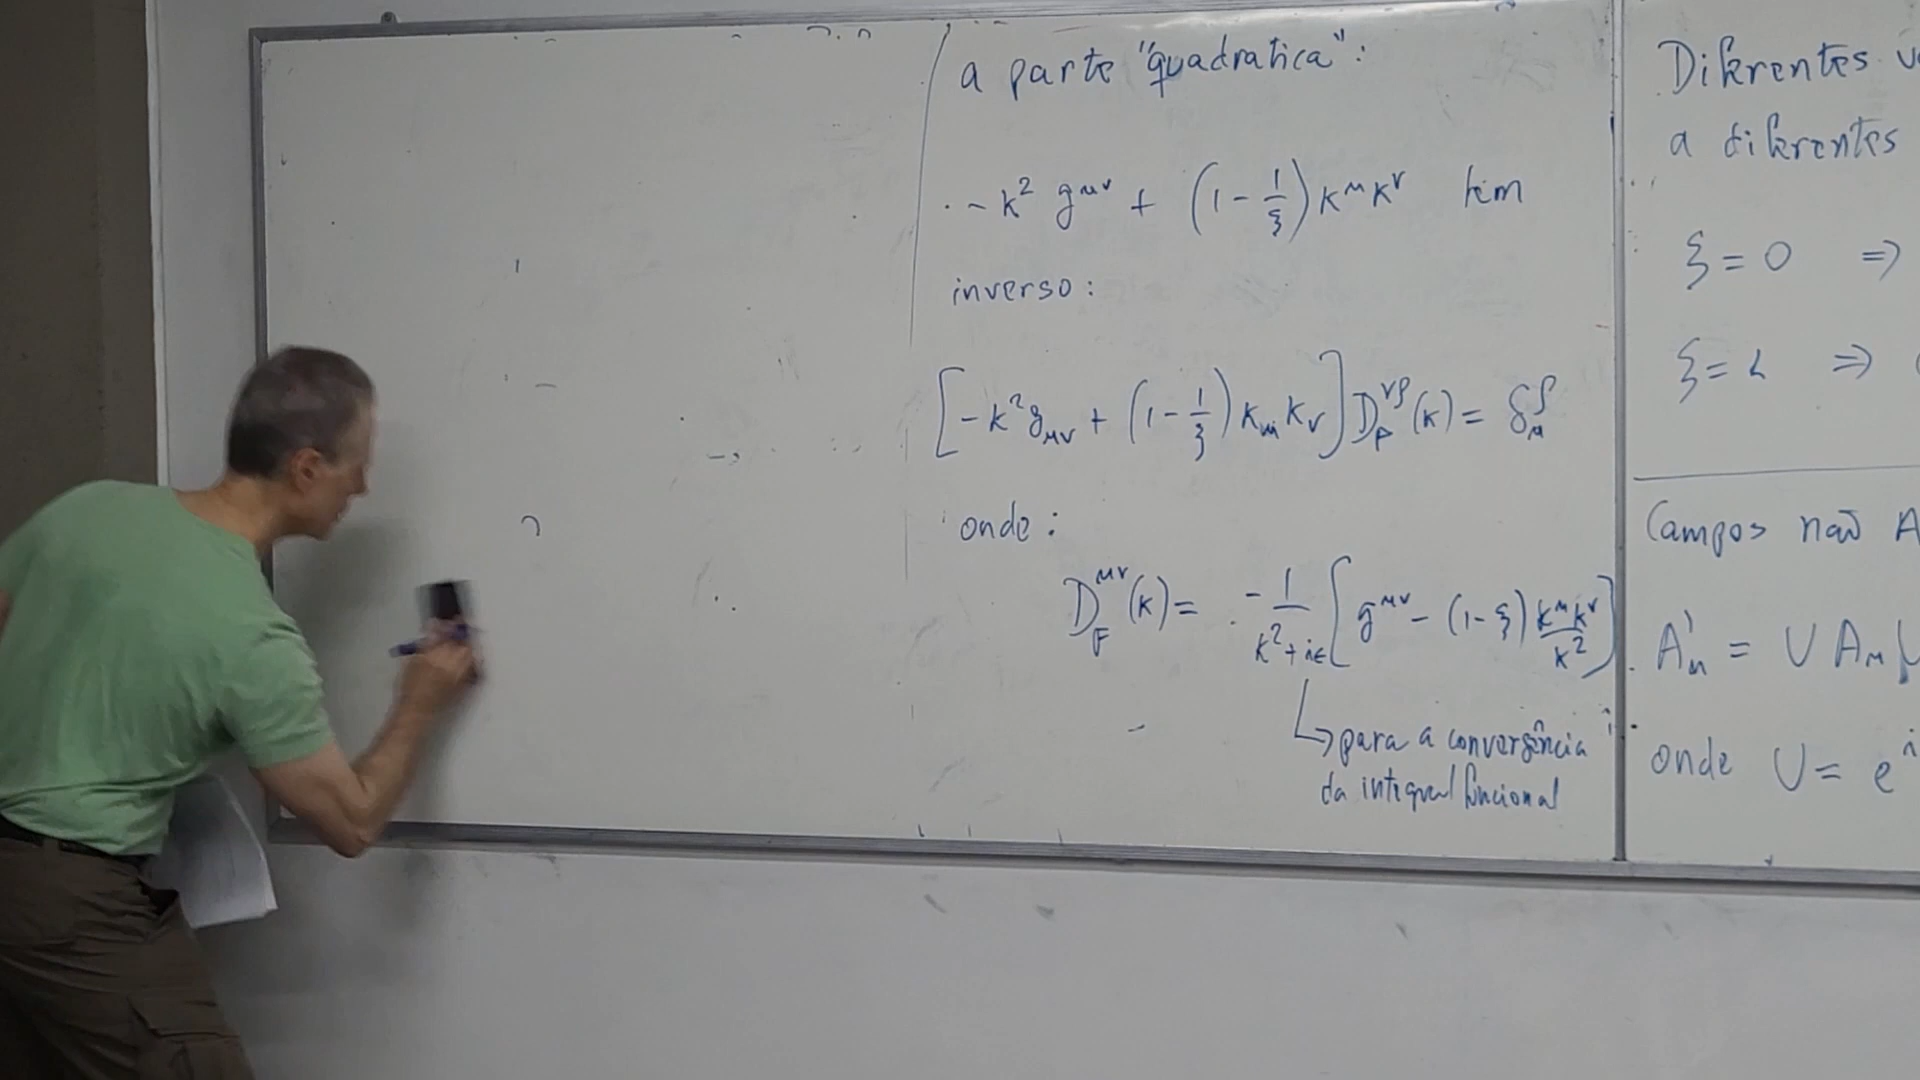 a parte "quadratica":
-k² g^{μν} + (1 - 1/ξ) k^μ k^ν tem
inverso:
[-k² g_{μν} + (1 - 1/ξ) k_μ k_ν] D_F^{νρ}(k) = δ_μ^ρ
onde:
D_F^{μν}(k) = - 1/(k² + iε) [g^{μν} - (1-ξ) k^μ k^ν / k²]
↳ para a convergência
da integral funcional
Diferentes
a diferentes
ξ = 0 ⇒
ξ = 1 ⇒
Campos não A
A'_μ = U A_μ
onde U = e^i